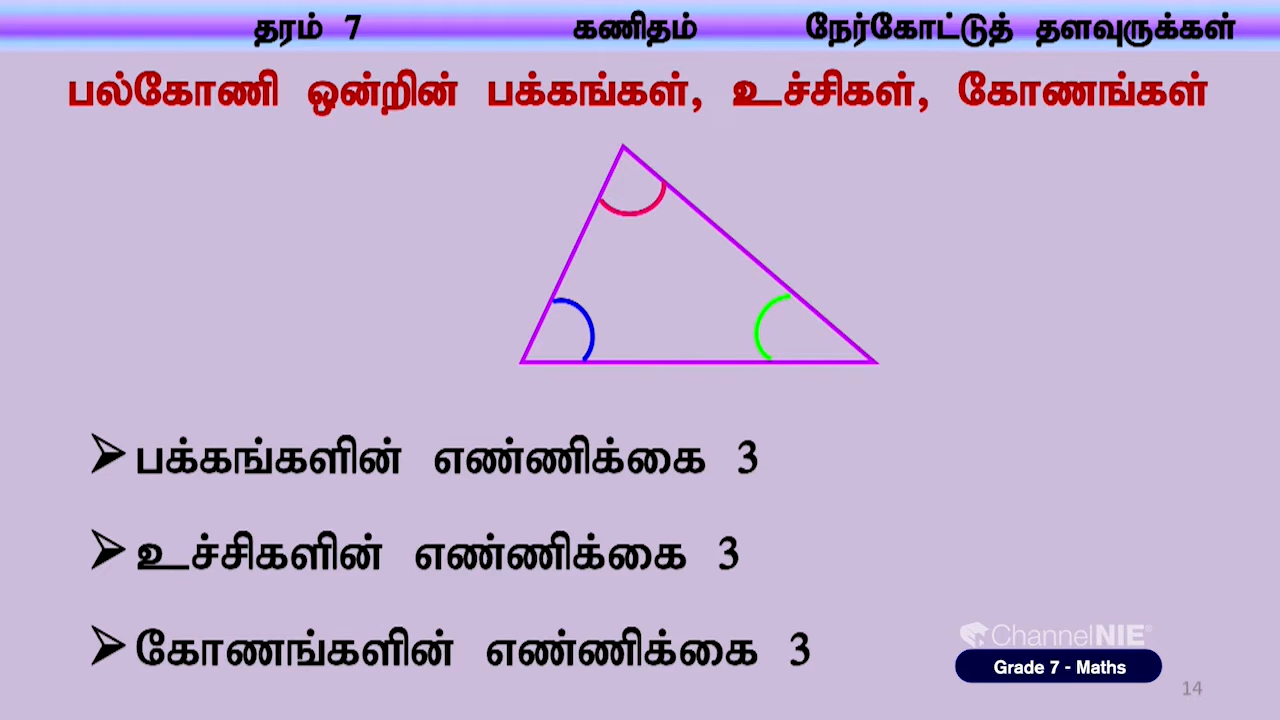 தரம் 7 கணிதம் நேர்கோட்டுத் தளவுருக்கள்
பல்கோணி ஒன்றின் பக்கங்கள், உச்சிகள், கோணங்கள்
➢ பக்கங்களின் எண்ணிக்கை 3
➢ உச்சிகளின் எண்ணிக்கை 3
➢ கோணங்களின் எண்ணிக்கை 3
ChannelNIE
Grade 7 - Maths
14